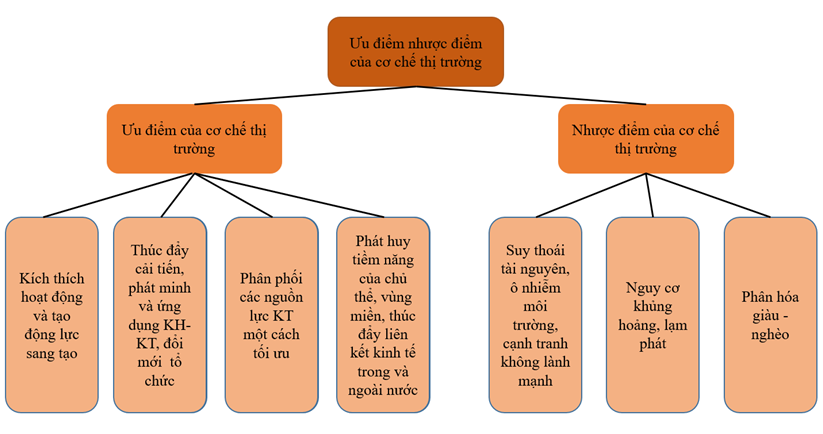 Ưu điểm nhược điểm
của cơ chế thị trường
Ưu điểm của cơ chế thị
trường
Nhược điểm của cơ chế
thị trường
Kích thích
hoạt động
và tạo
động lực
sang tạo
Thúc đẩy
cải tiến,
phát minh
và ứng
dụng KH-
KT, đổi
mới tổ
chức
Phân phối
các nguồn
lực KT
một cách
tối ưu
Phát huy
tiềm năng
của chủ
thể, vùng
miền, thúc
đẩy liên
kết kinh tế
trong và
ngoài nước
Suy thoái
tài nguyên,
ô nhiễm
môi
trường,
cạnh tranh
không lành
mạnh
Nguy cơ
khủng
hoảng, lạm
phát
Phân hóa
giàu -
nghèo